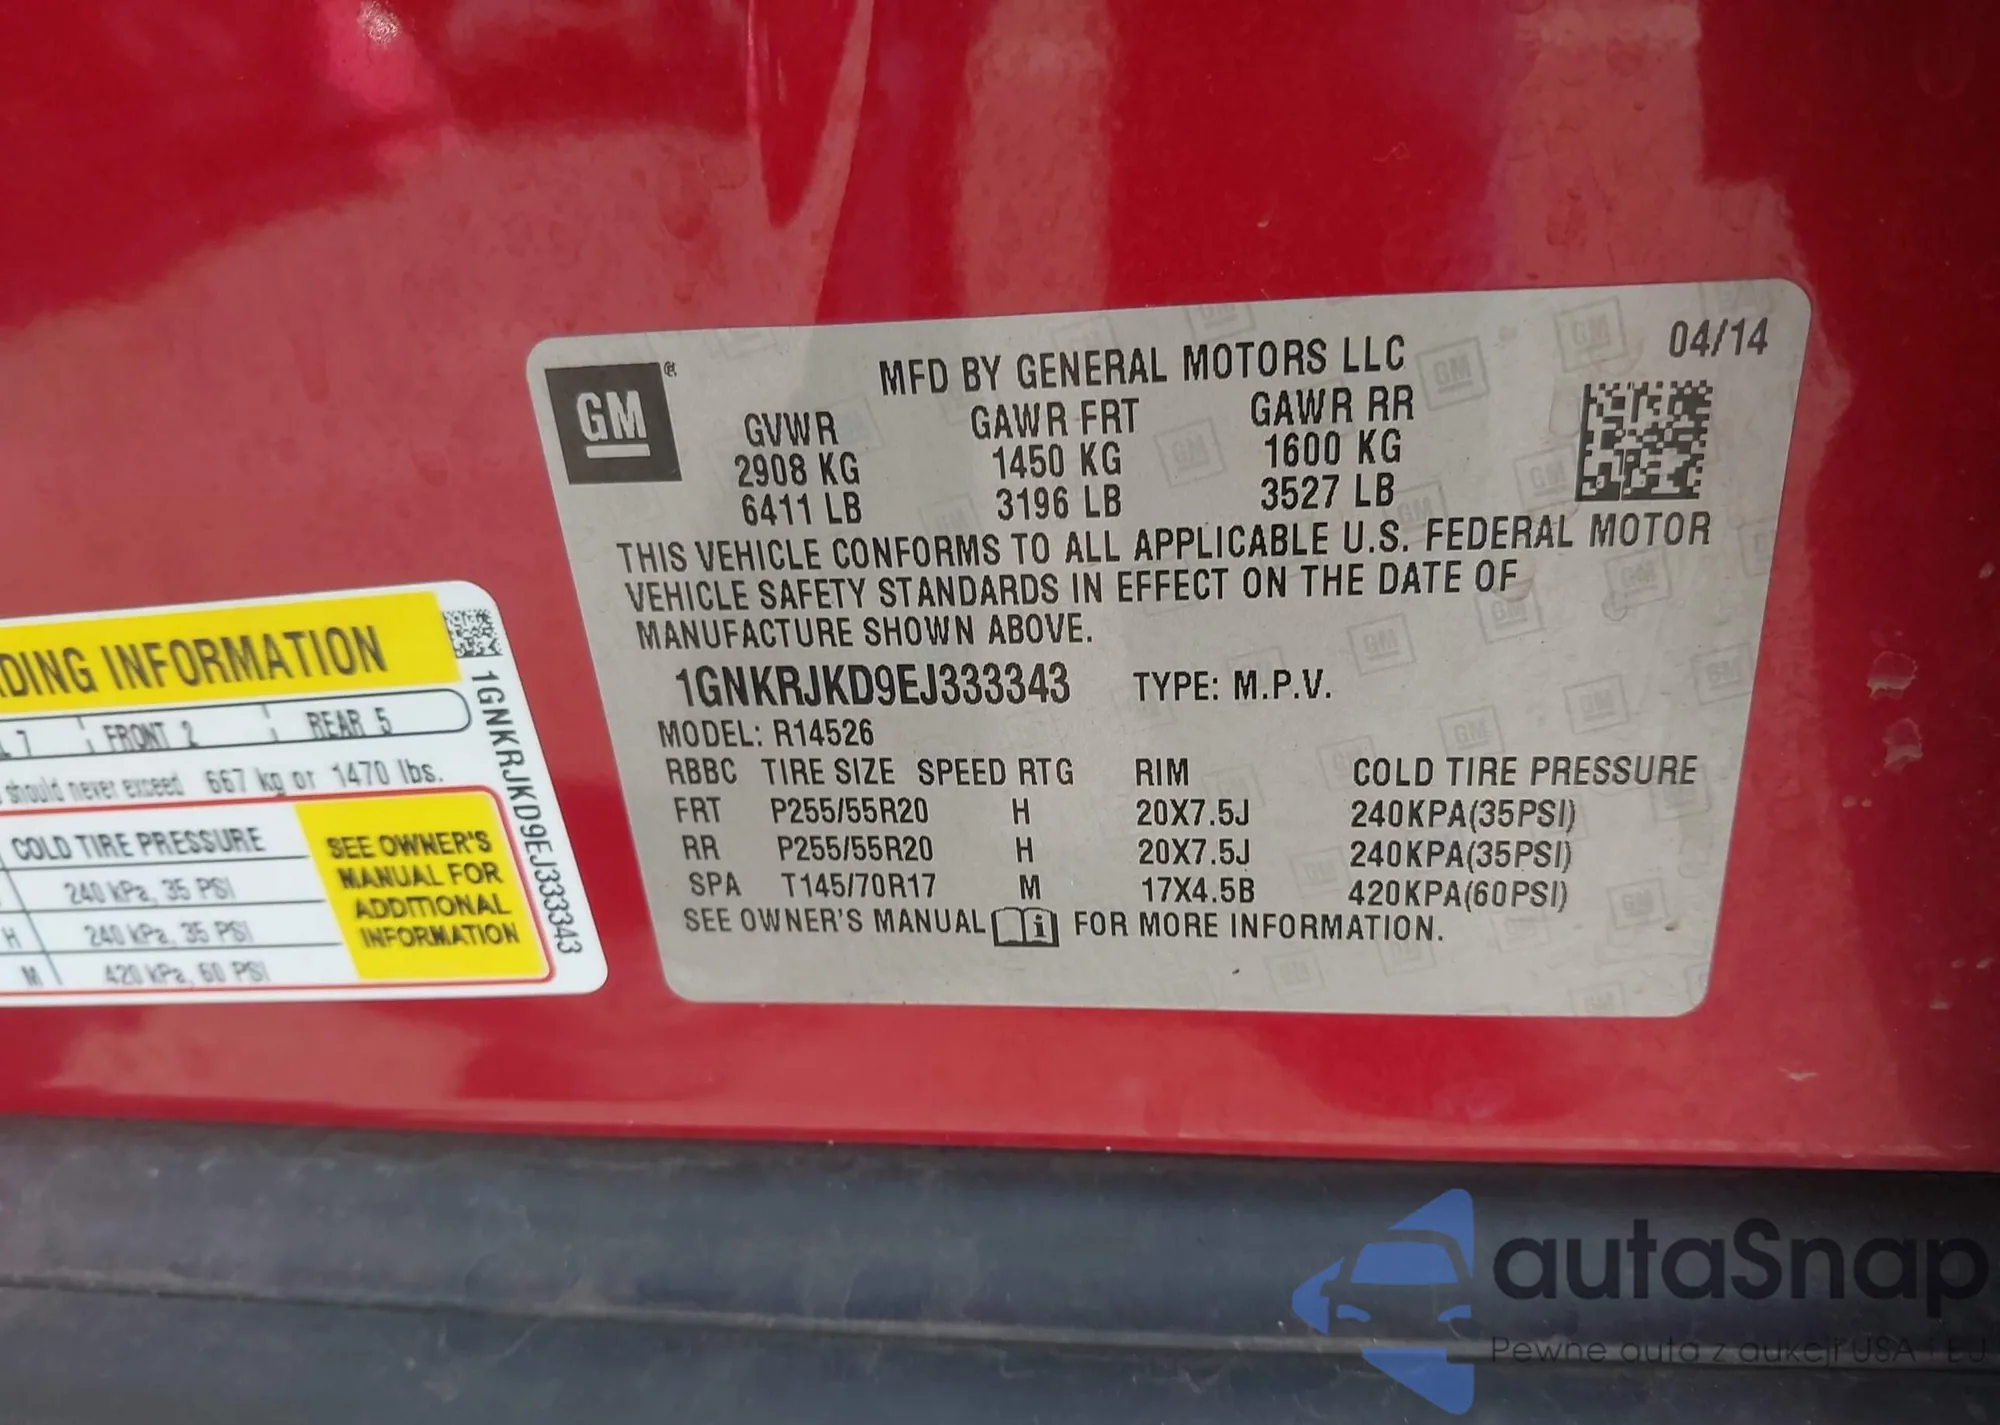 GM
®
MFD BY GENERAL MOTORS LLC
04/14
GVWR GAWR FRT GAWR RR
2908 KG 1450 KG 1600 KG
6411 LB 3196 LB 3527 LB
THIS VEHICLE CONFORMS TO ALL APPLICABLE U.S. FEDERAL MOTOR
VEHICLE SAFETY STANDARDS IN EFFECT ON THE DATE OF
MANUFACTURE SHOWN ABOVE.
1GNKRJKD9EJ333343 TYPE: M.P.V.
MODEL: R14526
RBBC TIRE SIZE SPEED RTG RIM COLD TIRE PRESSURE
FRT P255/55R20 H 20X7.5J 240KPA(35PSI)
RR P255/55R20 H 20X7.5J 240KPA(35PSI)
SPA T145/70R17 M 17X4.5B 420KPA(60PSI)
SEE OWNER'S MANUAL i FOR MORE INFORMATION.
DING INFORMATION
L 7 FRONT 2 REAR 5
should never exceed 667 kg or 1470 lbs.
COLD TIRE PRESSURE
240 kPa, 35 PSI
H 240 kPa, 35 PSI
M 420 kPa, 60 PSI
SEE OWNER'S
MANUAL FOR
ADDITIONAL
INFORMATION
1GNKRJKD9EJ333343
autaSnap
Pewne auta z aukcji USA i EU